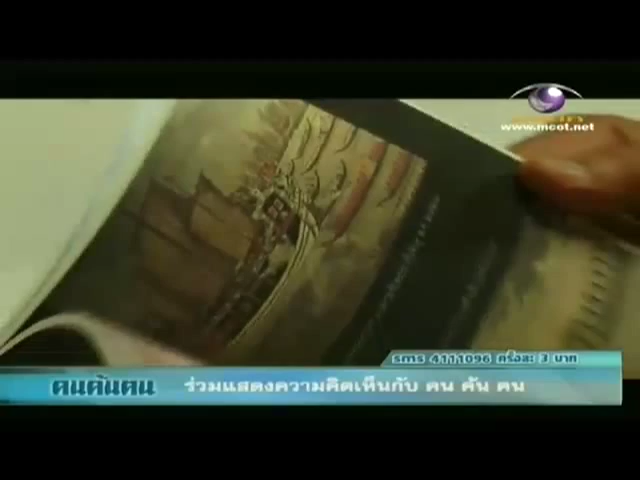 www.mcot.net
sms 4111096 ครั้งละ 3 บาท
คนค้นฅน
ร่วมแสดงความคิดเห็นกับ คน ค้น ฅน